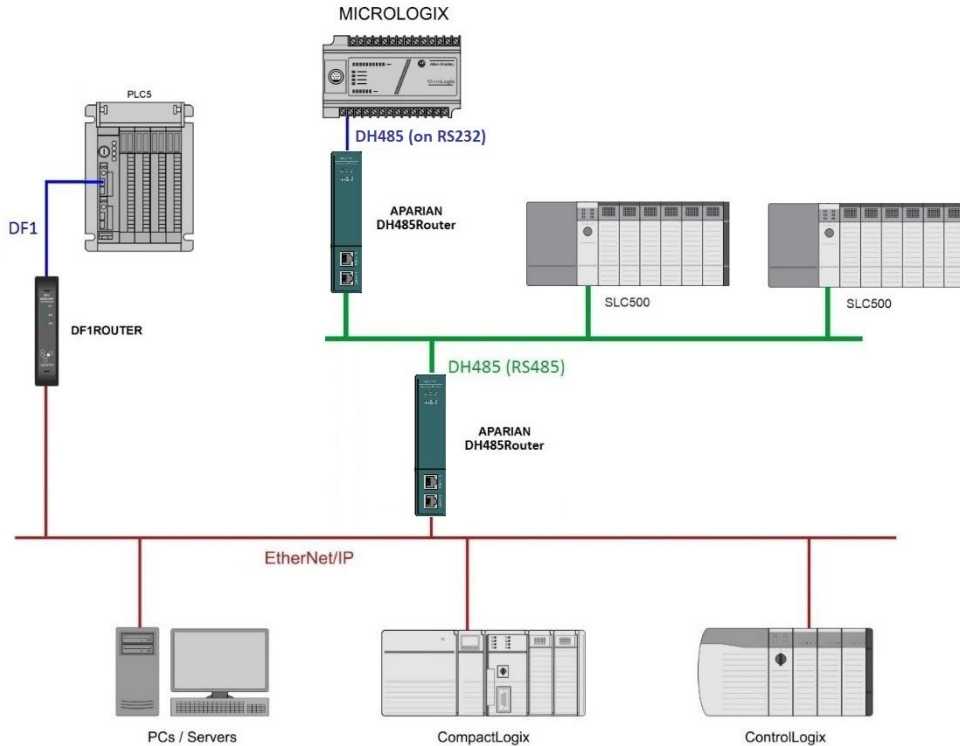 MICROLOGIX
PLC5
DH485 (on RS232)
APARIAN
DH485Router
DF1
SLC500
SLC500
DF1ROUTER
DH485 (RS485)
APARIAN
DH485Router
EtherNet/IP
PCs / Servers
CompactLogix
ControlLogix